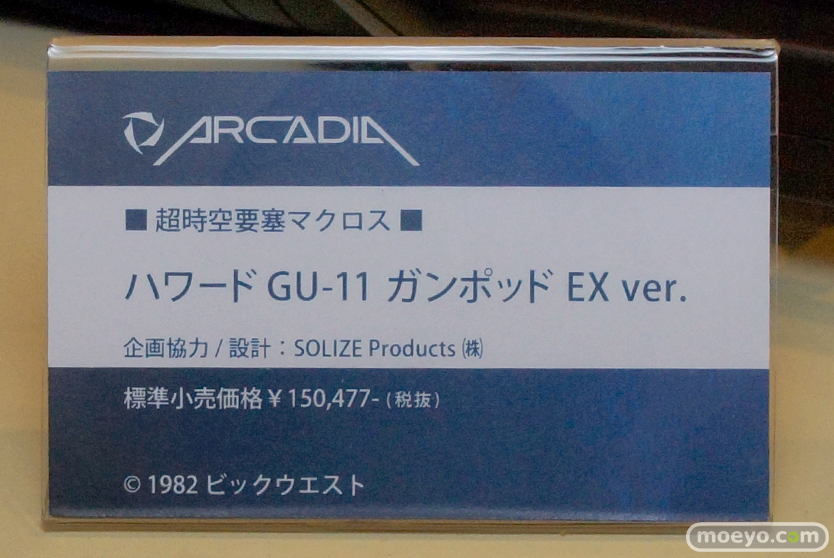 ARCADIA
■ 超時空要塞マクロス ■
ハワード GU-11 ガンポッド EX ver.
企画協力 / 設計：SOLIZE Products ㈱
標準小売価格￥150,477- (税抜)
© 1982 ビックウエスト
moeyo.com